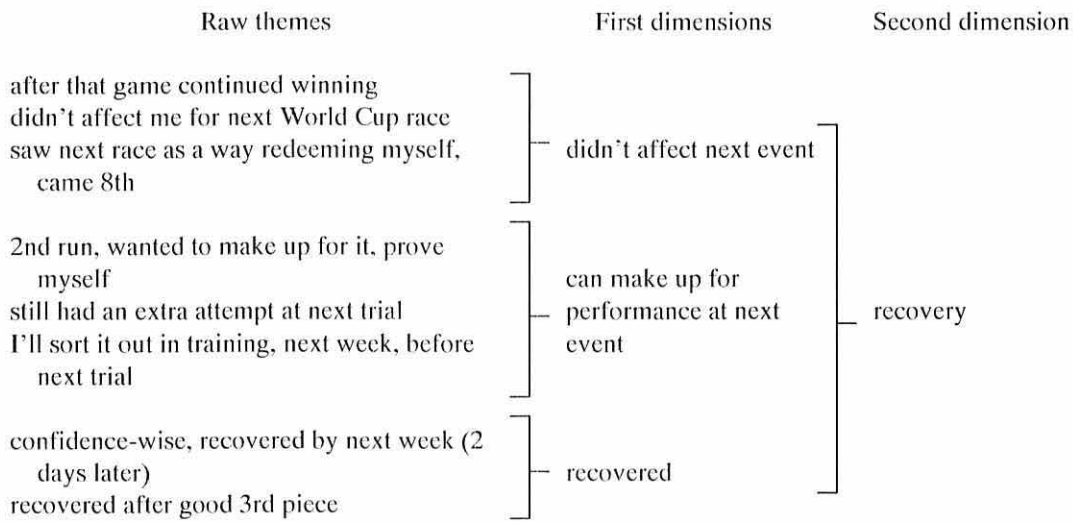 Raw themes First dimensions Second dimension
after that game continued winning
didn't affect me for next World Cup race
saw next race as a way redeeming myself,
came 8th
didn't affect next event
2nd run, wanted to make up for it, prove
myself
still had an extra attempt at next trial
I'll sort it out in training, next week, before
next trial
can make up for
performance at next
event
confidence-wise, recovered by next week (2
days later)
recovered after good 3rd piece
recovered
recovery